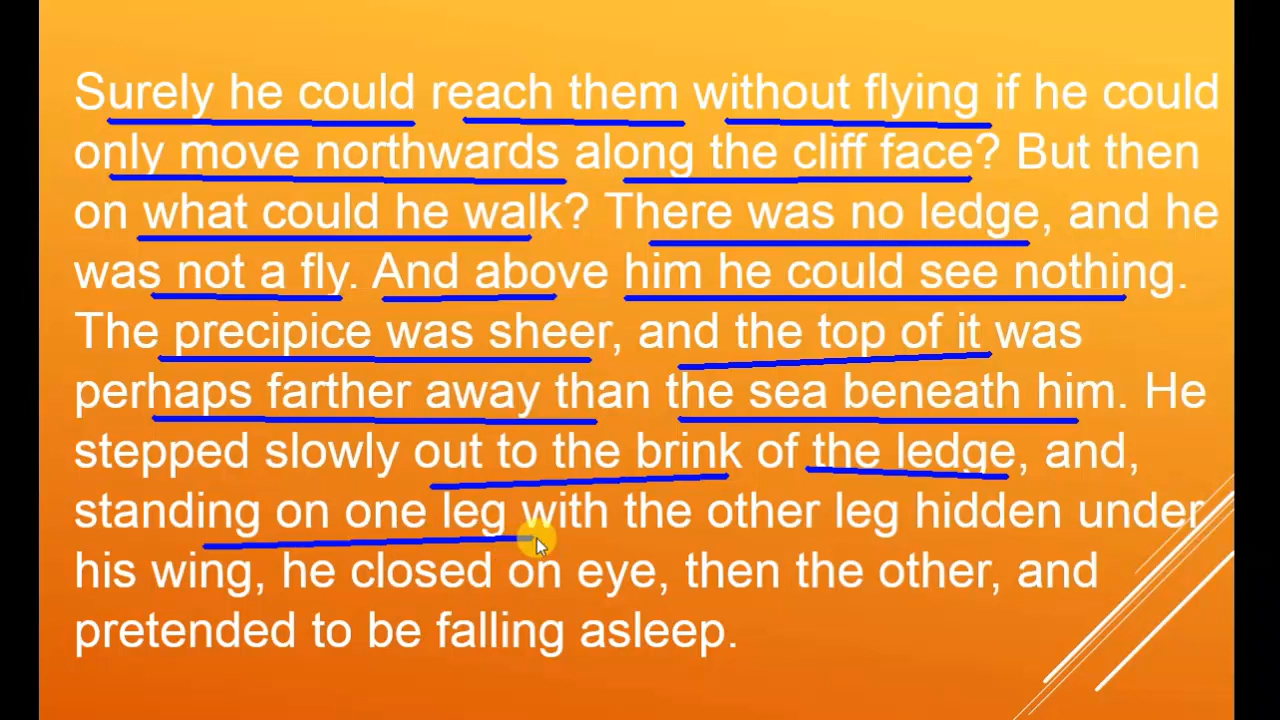 Surely he could reach them without flying if he could
only move northwards along the cliff face? But then
on what could he walk? There was no ledge, and he
was not a fly. And above him he could see nothing.
The precipice was sheer, and the top of it was
perhaps farther away than the sea beneath him. He
stepped slowly out to the brink of the ledge, and,
standing on one leg with the other leg hidden under
his wing, he closed on eye, then the other, and
pretended to be falling asleep.